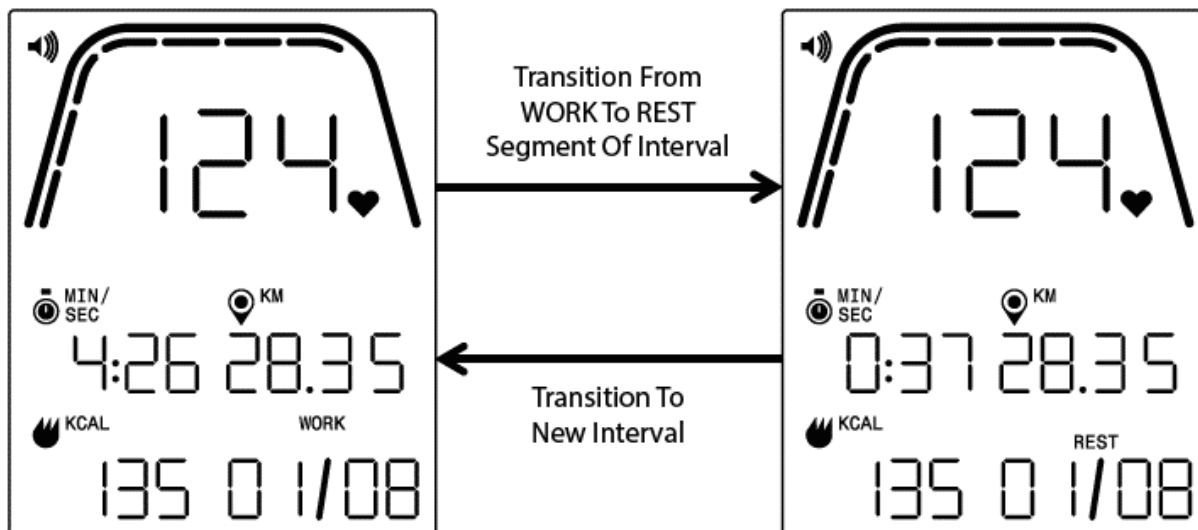 124
MIN/
SEC
KM
4:26 28.35
KCAL
WORK
135 01/08
Transition From
WORK To REST
Segment Of Interval
Transition To
New Interval
124
MIN/
SEC
KM
0:37 28.35
KCAL
REST
135 01/08